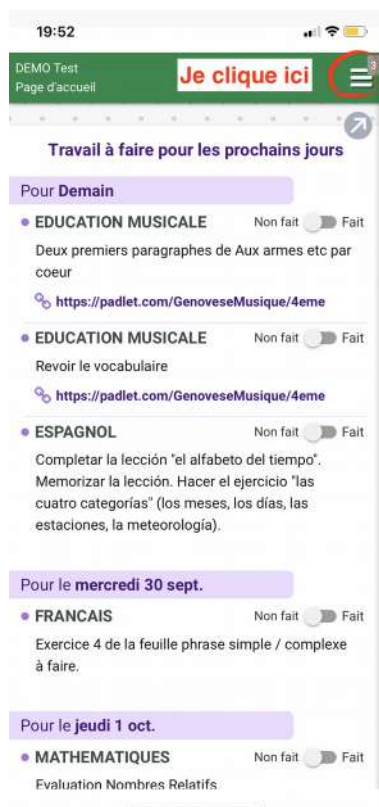 19:52
DEMO Test
Page d'accueil
Je clique ici
3
Travail à faire pour les prochains jours
Pour Demain
EDUCATION MUSICALE Non fait Fait
Deux premiers paragraphes de Aux armes etc par
coeur
https://padlet.com/GenoveseMusique/4eme
EDUCATION MUSICALE Non fait Fait
Revoir le vocabulaire
https://padlet.com/GenoveseMusique/4eme
ESPAGNOL Non fait Fait
Completar la lección "el alfabeto del tiempo".
Memorizar la lección. Hacer el ejercicio "las
cuatro categorías" (los meses, los días, las
estaciones, la meteorología).
Pour le mercredi 30 sept.
FRANCAIS Non fait Fait
Exercice 4 de la feuille phrase simple / complexe
à faire.
Pour le jeudi 1 oct.
MATHEMATIQUES Non fait Fait
Evaluation Nombres Relatifs